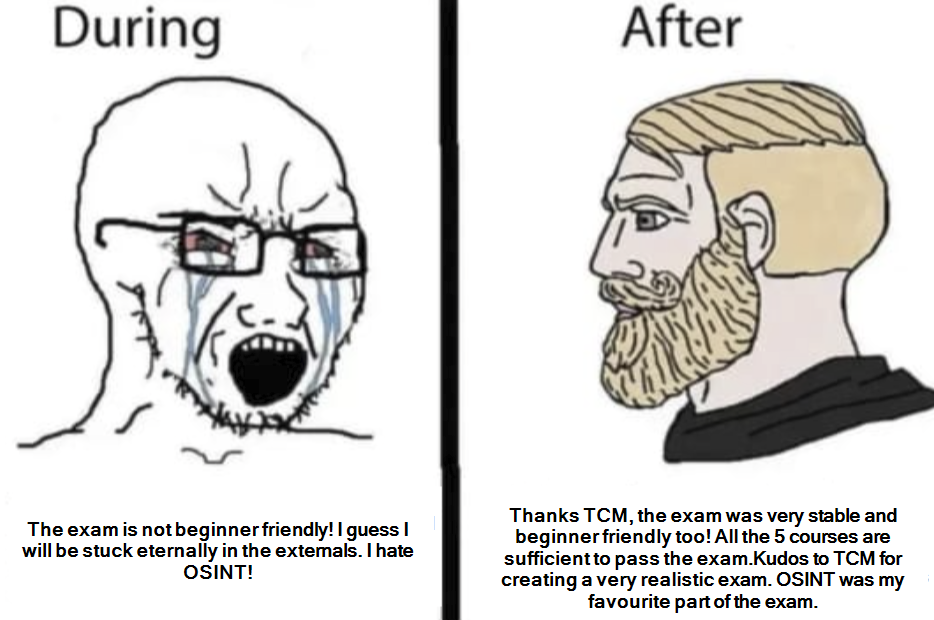 During
The exam is not beginner friendly! I guess I
will be stuck eternally in the externals. I hate
OSINT!
After
Thanks TCM, the exam was very stable and
beginner friendly too! All the 5 courses are
sufficient to pass the exam.Kudos to TCM for
creating a very realistic exam. OSINT was my
favourite part of the exam.